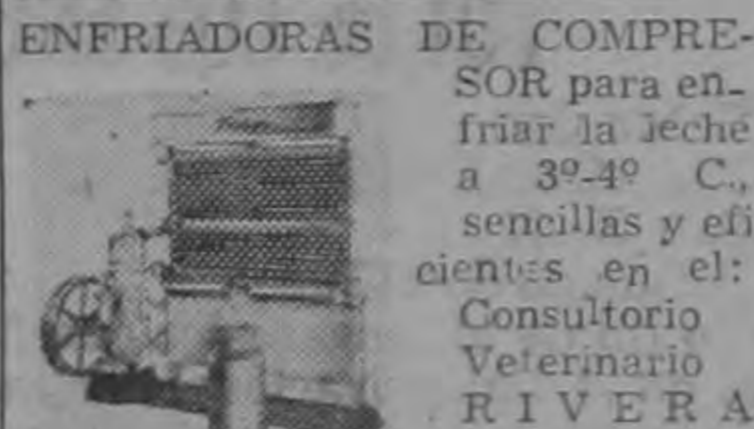 ENFRIADORAS DE COMPRE-
SOR para en-
friar la leche
a 3º-4º C.,
sencillas y efi
cientes en el:
Consultorio
Veterinario
RIVERA